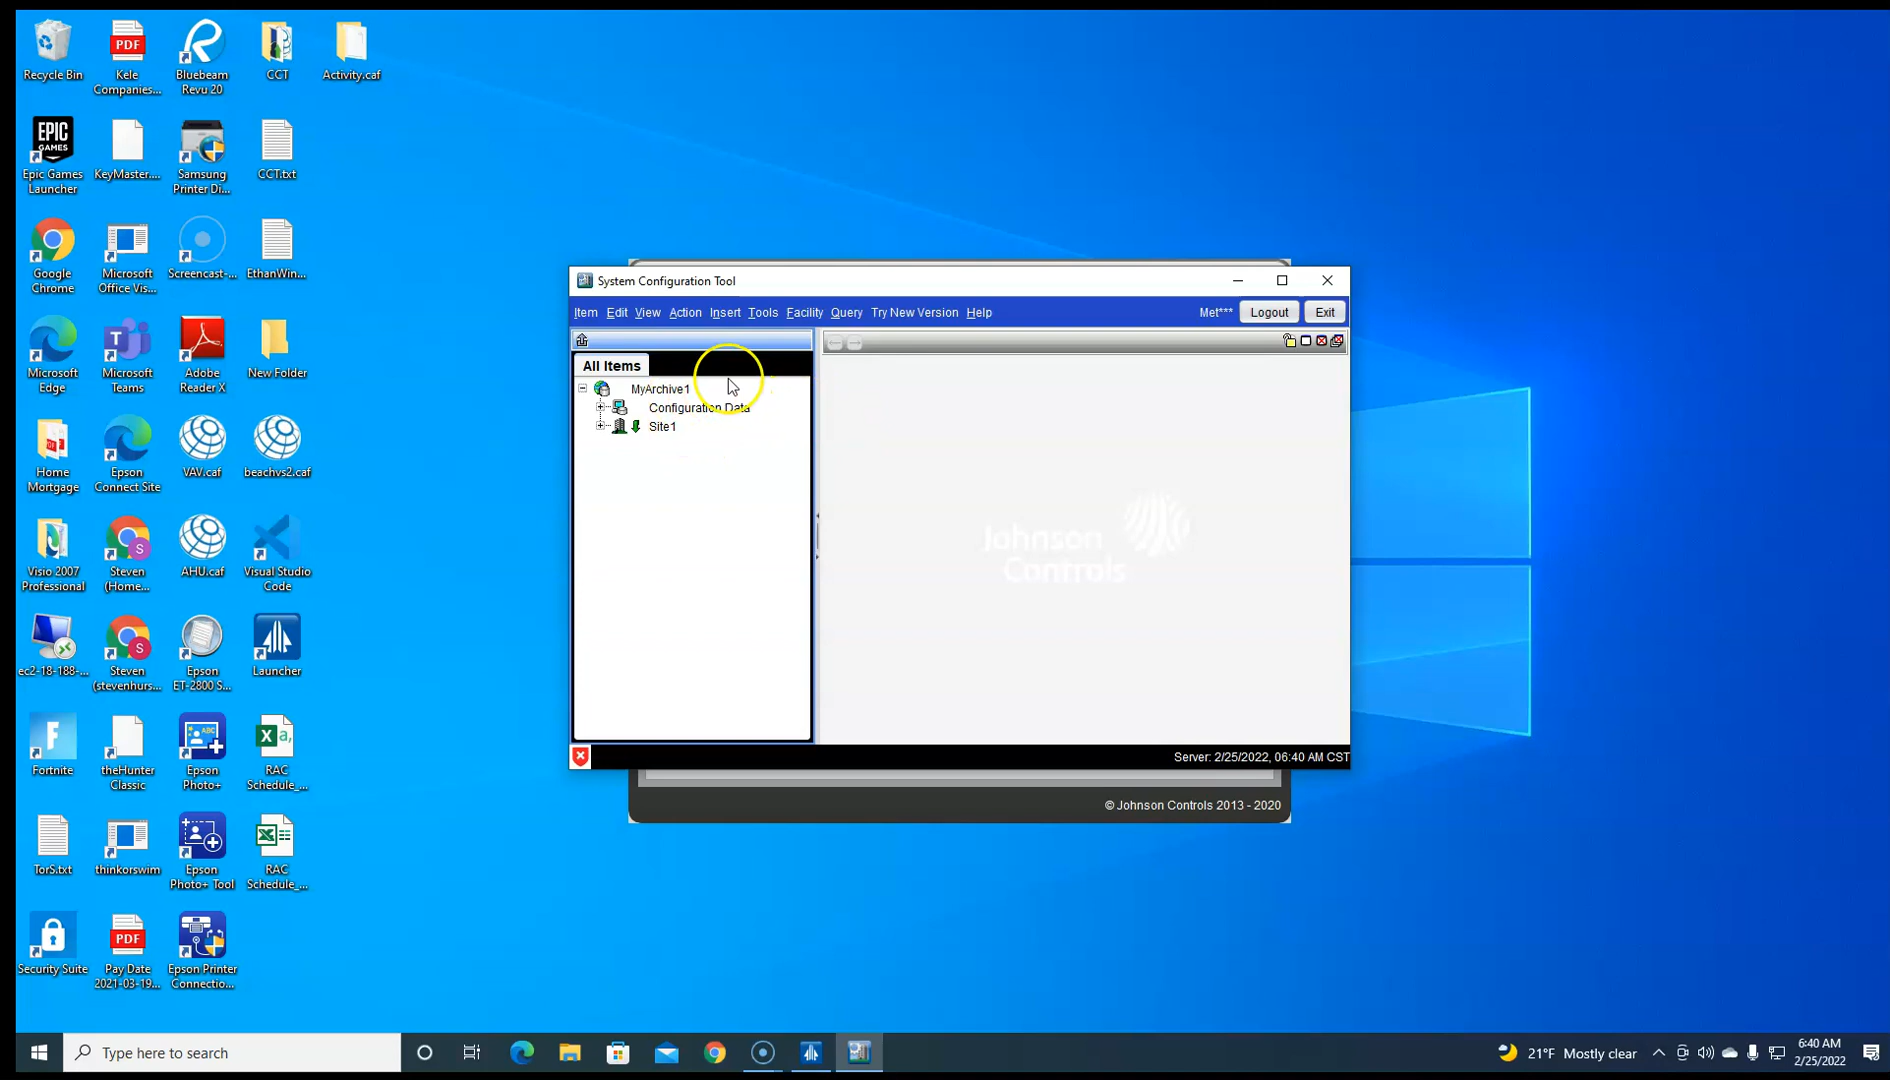 Recycle Bin
Kele
Companies...
Bluebeam
Revu 20
CCT
Activity.caf
EPIC
GAMES
Epic Games
Launcher
KeyMaster....
Samsung
Printer Di...
CCT.txt
Google
Chrome
Microsoft
Office Vis...
Screencast-...
EthanWin...
Microsoft
Edge
Microsoft
Teams
Adobe
Reader X
New Folder
Home
Mortgage
Epson
Connect Site
VAV.caf
beachvs2.caf
Visio 2007
Professional
Steven
(Home...
AHU.caf
Visual Studio
Code
ec2-18-188-...
Steven
(stevenhurs...
Epson
ET-2800 S...
Launcher
Fortnite
theHunter
Classic
Epson
Photo+
RAC
Schedule_...
TorS.txt
thinkorswim
Epson
Photo+ Tool
RAC
Schedule_...
Security Suite
Pay Date
2021-03-19...
Epson Printer
Connectio...
PDF
PDF
System Configuration Tool
Item Edit View Action Insert Tools Facility Query Try New Version Help
Met*** Logout Exit
All Items
MyArchive1
Configuration Data
Site1
Johnson
Controls
Server: 2/25/2022, 06:40 AM CST
© Johnson Controls 2013 - 2020
Type here to search
21°F Mostly clear
6:40 AM
2/25/2022